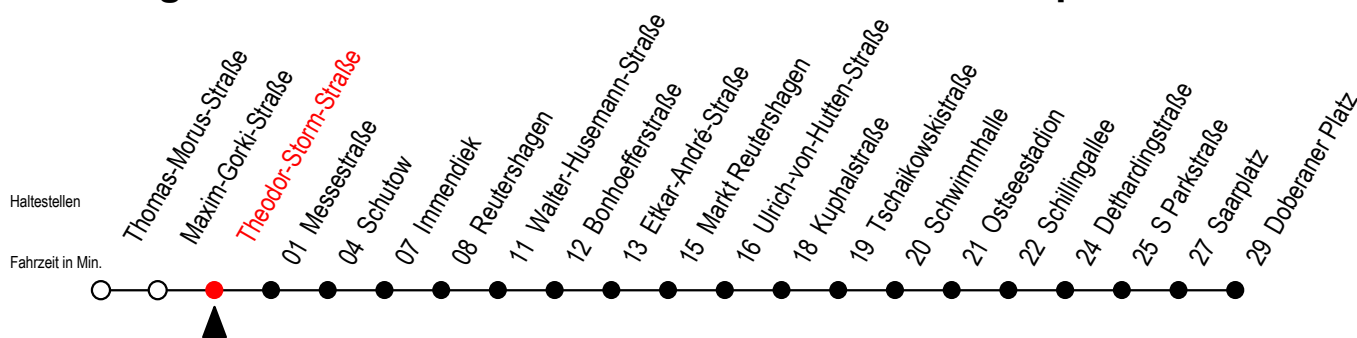 Haltestellen
Fahrzeit in Min.
Thomas-Morus-Straße
Maxim-Gorki-Straße
Theodor-Storm-Straße
01 Messestraße
04 Schutow
07 Immendiek
08 Reutershagen
11 Walter-Husemann-Straße
12 Bonhoefferstraße
13 Etkar-André-Straße
15 Markt Reutershagen
16 Ulrich-von-Hutten-Straße
18 Kuphalstraße
19 Tschaikowskistraße
20 Schwimmhalle
21 Ostseestadion
22 Schillingallee
24 Dethardingstraße
25 S Parkstraße
27 Saarplatz
29 Doberaner Platz